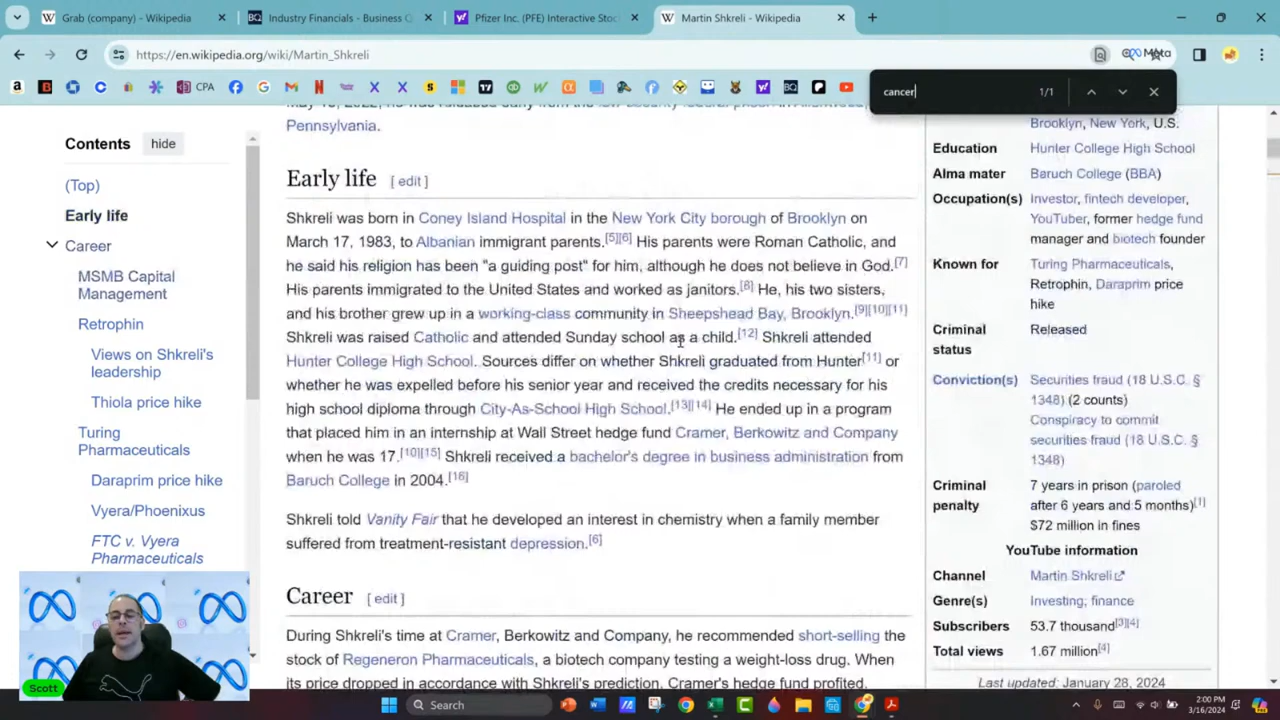 Grab (company) - Wikipedia
Industry Financials - Business Q
Pfizer Inc. (PFE) Interactive Stoc
Martin Shkreli - Wikipedia
https://en.wikipedia.org/wiki/Martin_Shkreli
Meta
CPA
cancer
1/1
May 18, 2022, he was released early from the low-security federal prison in Allenwood,
Pennsylvania.
Contents
hide
(Top)
Early life
Career
MSMB Capital
Management
Retrophin
Views on Shkreli's
leadership
Thiola price hike
Turing
Pharmaceuticals
Daraprim price hike
Vyera/Phoenixus
FTC v. Vyera
Pharmaceuticals
Early life [ edit ]
Shkreli was born in Coney Island Hospital in the New York City borough of Brooklyn on
March 17, 1983, to Albanian immigrant parents.[5][6] His parents were Roman Catholic, and
he said his religion has been "a guiding post" for him, although he does not believe in God.[7]
His parents immigrated to the United States and worked as janitors.[8] He, his two sisters,
and his brother grew up in a working-class community in Sheepshead Bay, Brooklyn.[9][10][11]
Shkreli was raised Catholic and attended Sunday school as a child.[12] Shkreli attended
Hunter College High School. Sources differ on whether Shkreli graduated from Hunter[11] or
whether he was expelled before his senior year and received the credits necessary for his
high school diploma through City-As-School High School.[13][14] He ended up in a program
that placed him in an internship at Wall Street hedge fund Cramer, Berkowitz and Company
when he was 17.[10][15] Shkreli received a bachelor's degree in business administration from
Baruch College in 2004.[16]
Shkreli told Vanity Fair that he developed an interest in chemistry when a family member
suffered from treatment-resistant depression.[6]
Career [ edit ]
During Shkreli's time at Cramer, Berkowitz and Company, he recommended short-selling the
stock of Regeneron Pharmaceuticals, a biotech company testing a weight-loss drug. When
its price dropped in accordance with Shkreli's prediction, Cramer's hedge fund profited.
Brooklyn, New York, U.S.
Education
Hunter College High School
Alma mater
Baruch College (BBA)
Occupation(s)
Investor, fintech developer,
YouTuber, former hedge fund
manager and biotech founder
Known for
Turing Pharmaceuticals,
Retrophin, Daraprim price
hike
Criminal
status
Released
Conviction(s)
Securities fraud (18 U.S.C. §
1348) (2 counts)
Conspiracy to commit
securities fraud (18 U.S.C. §
1348)
Criminal
penalty
7 years in prison (paroled
after 6 years and 5 months)[1]
$72 million in fines
YouTube information
Channel
Martin Shkreli
Genre(s)
Investing, finance
Subscribers
53.7 thousand[3][4]
Total views
1.67 million[4]
Last updated: January 28, 2024
Scott
Search
2:00 PM
3/16/2024